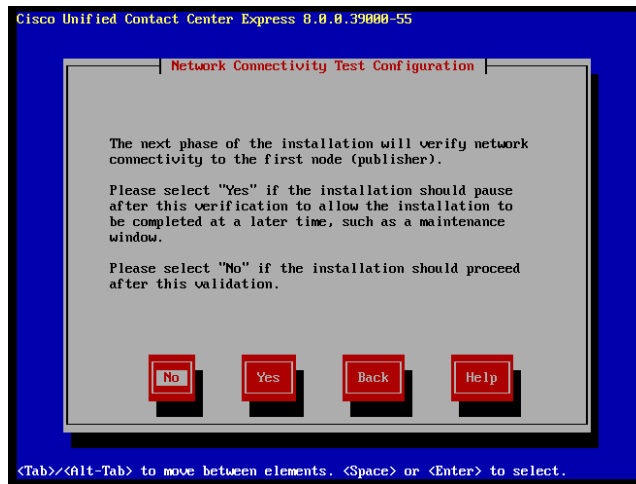 Cisco Unified Contact Center Express 8.0.0.39000-55
Network Connectivity Test Configuration
The next phase of the installation will verify network
connectivity to the first node (publisher).
Please select "Yes" if the installation should pause
after this verification to allow the installation to
be completed at a later time, such as a maintenance
window.
Please select "No" if the installation should proceed
after this validation.
No Yes Back Help
<Tab>/<Alt-Tab> to move between elements. <Space> or <Enter> to select.